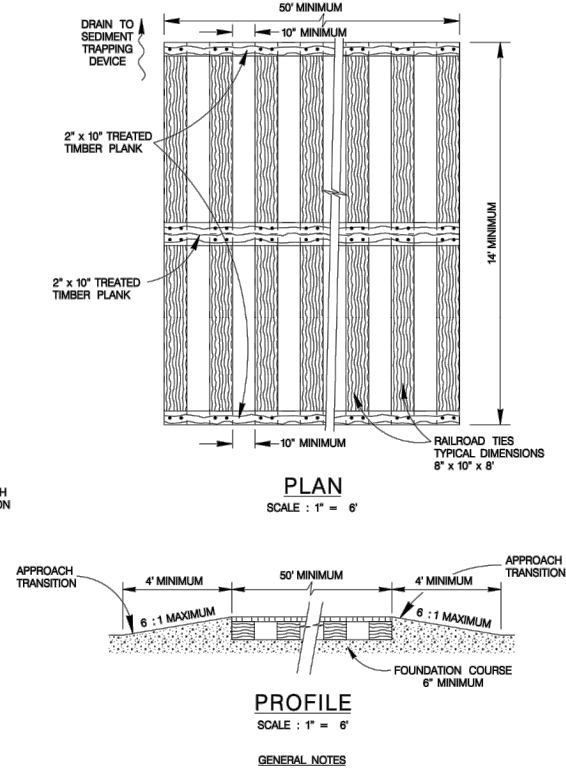 50' MINIMUM
DRAIN TO
SEDIMENT
TRAPPING
DEVICE
10" MINIMUM
2" x 10" TREATED
TIMBER PLANK
14' MINIMUM
2" x 10" TREATED
TIMBER PLANK
10" MINIMUM
RAILROAD TIES
TYPICAL DIMENSIONS
8" x 10" x 8'
PLAN
SCALE : 1" = 6'
APPROACH
TRANSITION
4' MINIMUM
50' MINIMUM
4' MINIMUM
APPROACH
TRANSITION
6 : 1 MAXIMUM
6 : 1 MAXIMUM
FOUNDATION COURSE
6" MINIMUM
PROFILE
SCALE : 1" = 6'
GENERAL NOTES